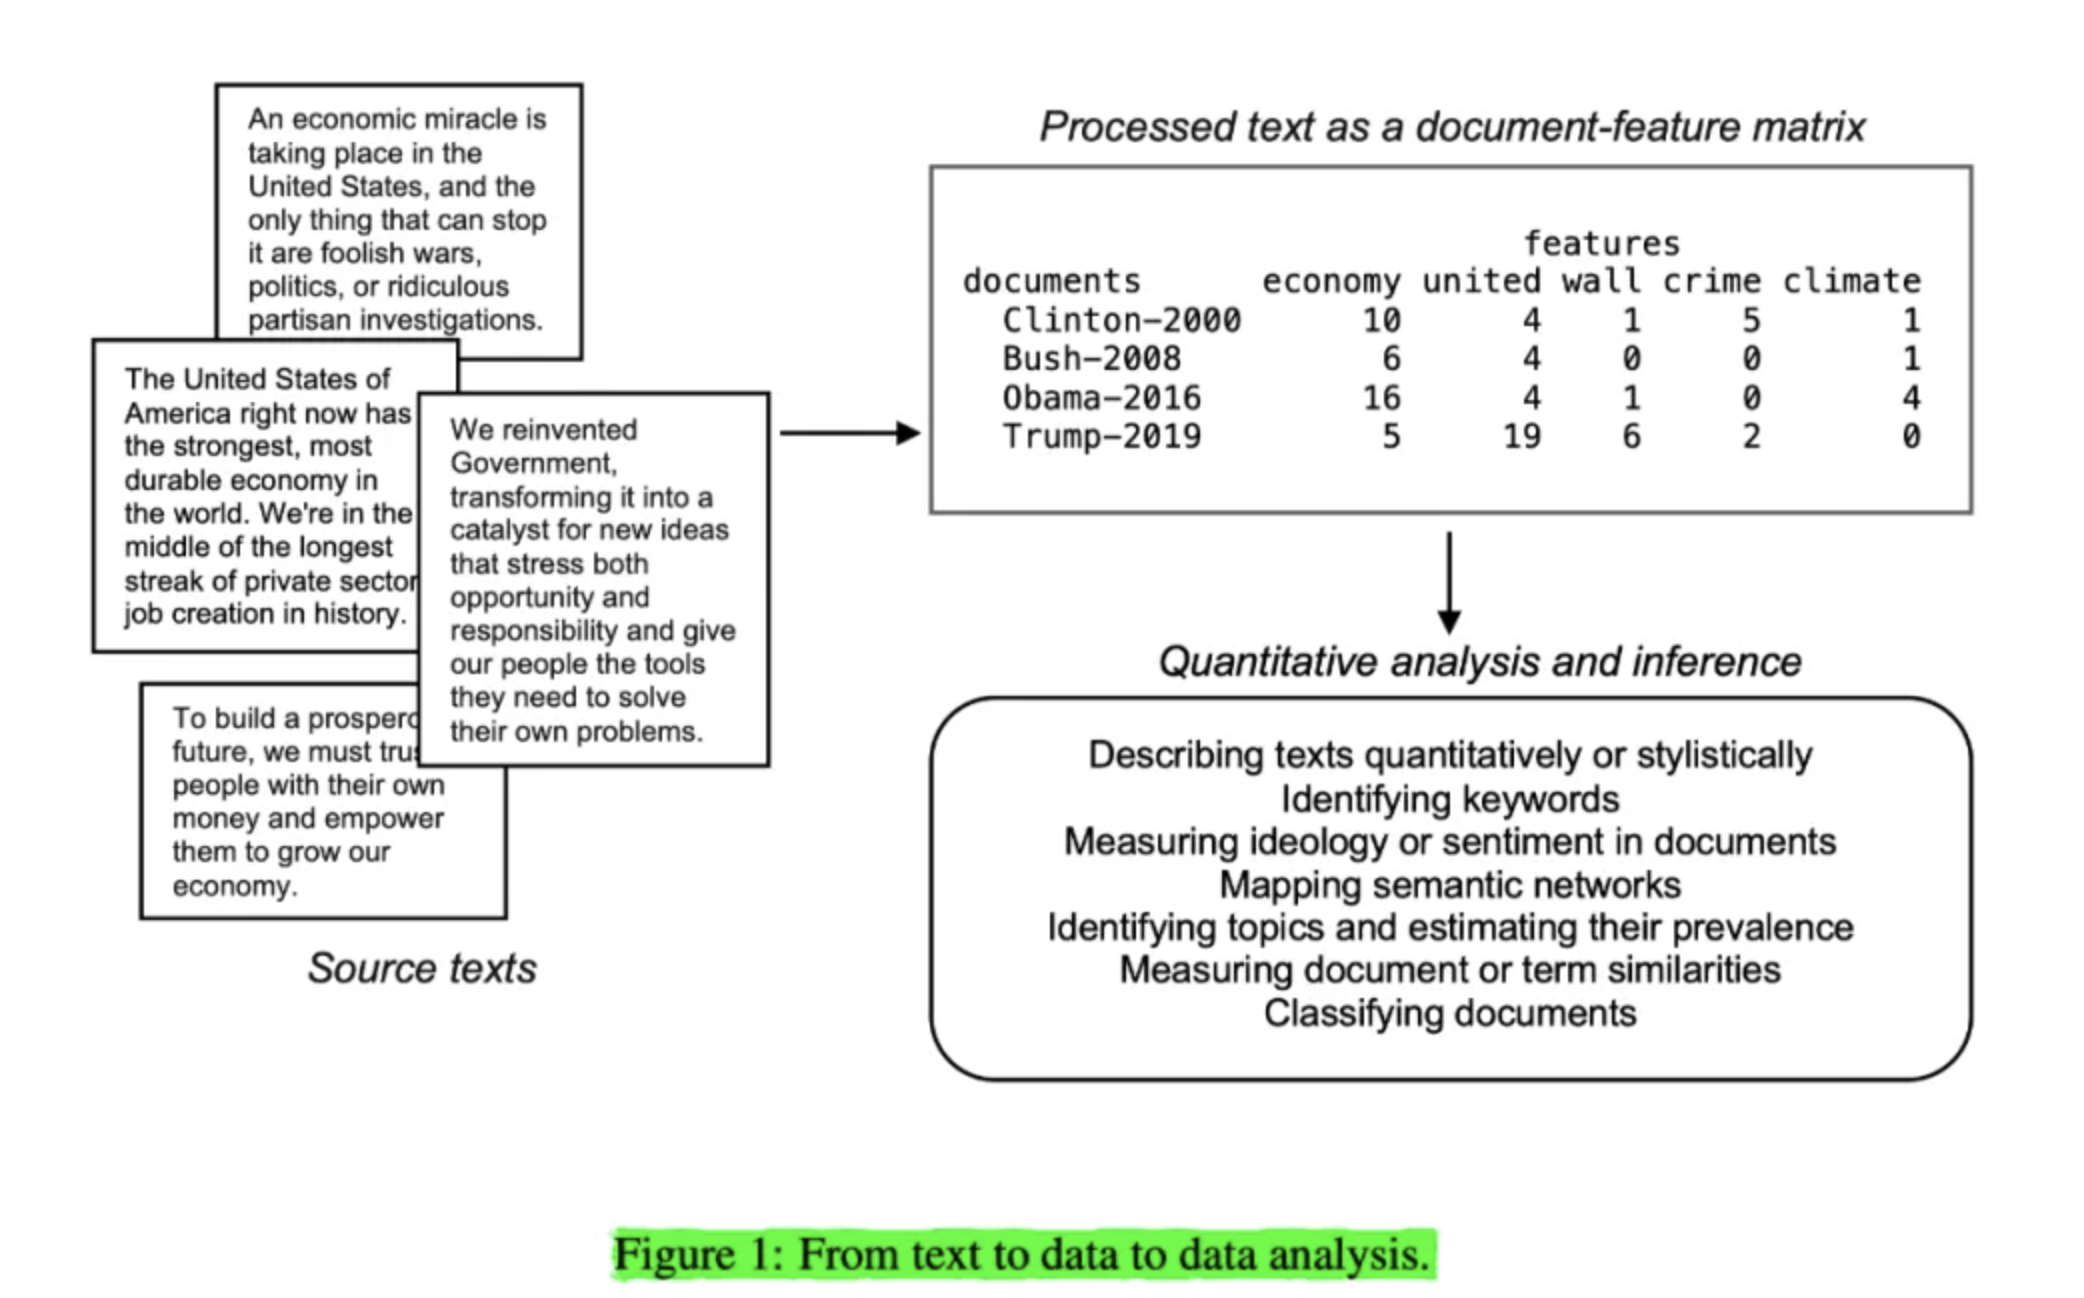 An economic miracle is
taking place in the
United States, and the
only thing that can stop
it are foolish wars,
politics, or ridiculous
partisan investigations.
The United States of
America right now has
the strongest, most
durable economy in
the world. We're in the
middle of the longest
streak of private sector
job creation in history.
We reinvented
Government,
transforming it into a
catalyst for new ideas
that stress both
opportunity and
responsibility and give
our people the tools
they need to solve
their own problems.
To build a
future, we must
people with their own
money and empower
them to grow our
economy.
Source texts
Processed text as a document-feature matrix
features
documents economy united wall crime climate
Clinton-2000 10 4 1 5 1
Bush-2008 6 4 0 0 1
Obama-2016 16 4 1 0 4
Trump-2019 5 19 6 2 0
Quantitative analysis and inference
Describing texts quantitatively or stylistically
Identifying keywords
Measuring ideology or sentiment in documents
Mapping semantic networks
Identifying topics and estimating their prevalence
Measuring document or term similarities
Classifying documents
Figure 1: From text to data to data analysis.